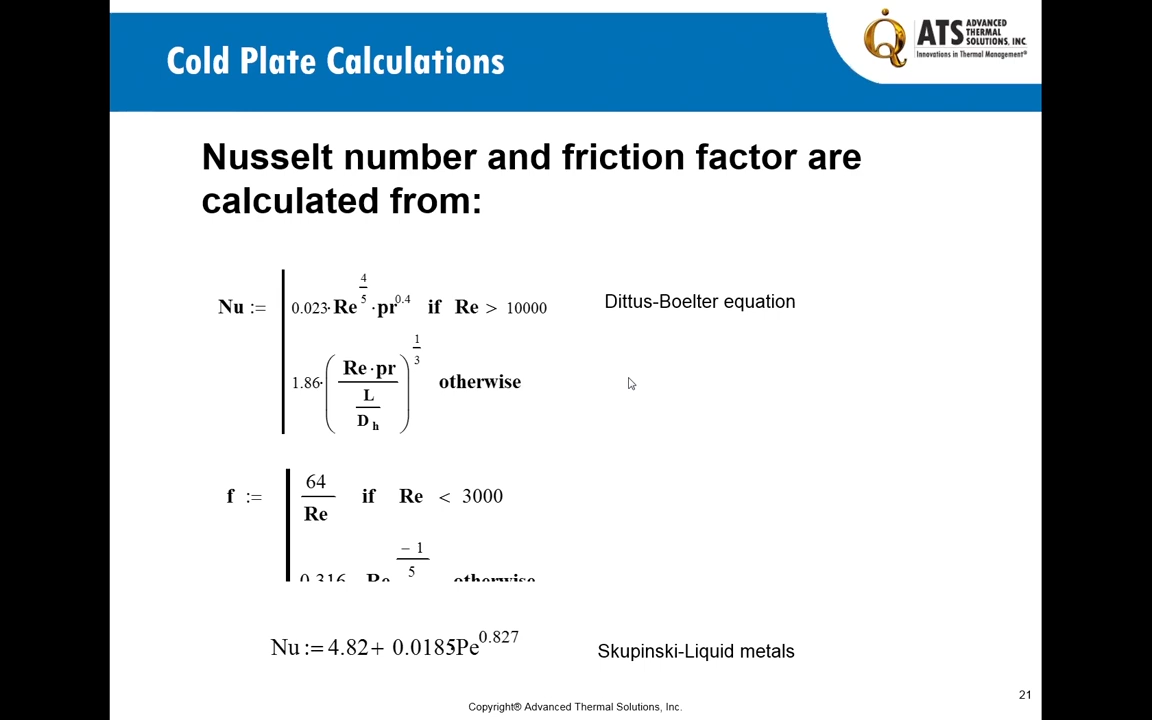 Cold Plate Calculations
ATS ADVANCED THERMAL SOLUTIONS, INC.
Innovations in Thermal Management®
Nusselt number and friction factor are
calculated from:
Nu := 0.023·Re^(4/5)·pr^0.4 if Re > 10000
Dittus-Boelter equation
1.86·((Re·pr)/(L/D_h))^(1/3) otherwise
f := 64/Re if Re < 3000
0.316 Re^(-1/5) otherwise
Nu := 4.82 + 0.0185Pe^0.827
Skupinski-Liquid metals
21
Copyright® Advanced Thermal Solutions, Inc.